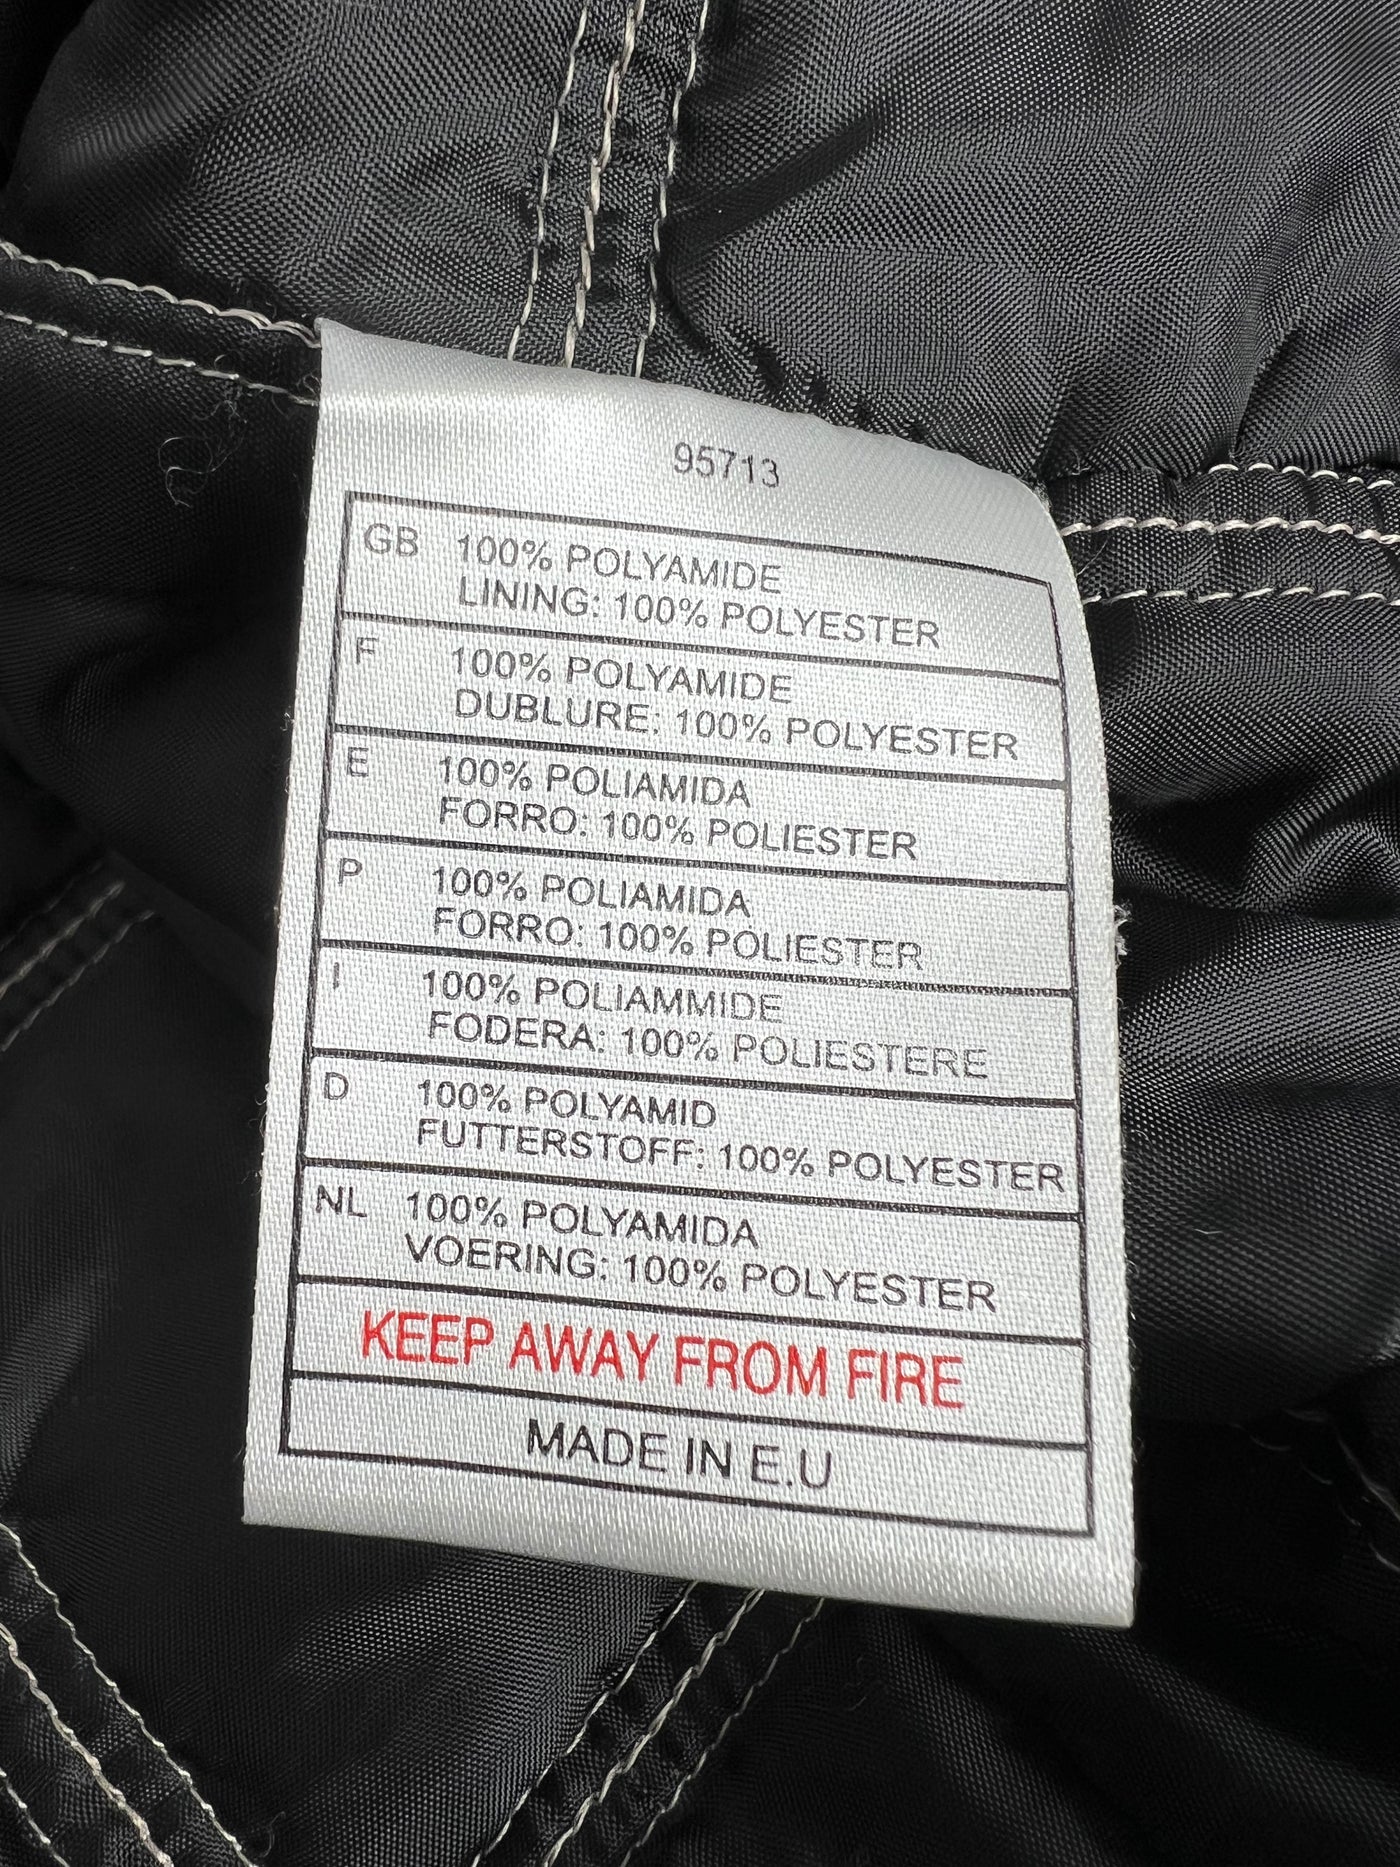 95713
GB 100% POLYAMIDE
LINING: 100% POLYESTER
F 100% POLYAMIDE
DUBLURE: 100% POLYESTER
E 100% POLIAMIDA
FORRO: 100% POLIESTER
P 100% POLIAMIDA
FORRO: 100% POLIESTER
I 100% POLIAMMIDE
FODERA: 100% POLIESTERE
D 100% POLYAMID
FUTTERSTOFF: 100% POLYESTER
NL 100% POLYAMIDA
VOERING: 100% POLYESTER
KEEP AWAY FROM FIRE
MADE IN E.U